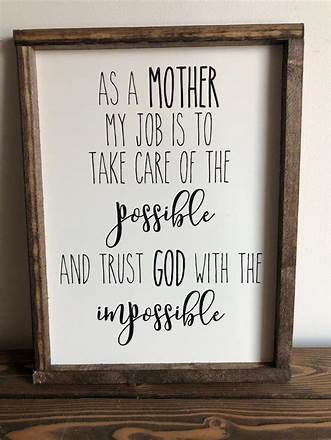 AS A MOTHER
MY JOB IS TO
TAKE CARE OF THE
possible
AND TRUST GOD WITH THE
impossible